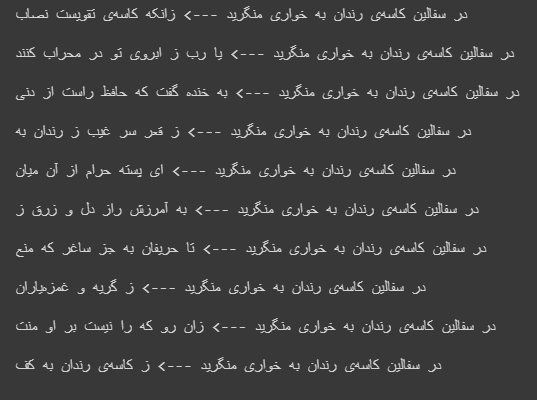 در سفالین کاسه‌ی رندان به خواری منگرید ---> زانکه کاسه‌ی تقویست نصاب
در سفالین کاسه‌ی رندان به خواری منگرید ---> یا رب ز ابروی تو در محراب کنند
در سفالین کاسه‌ی رندان به خواری منگرید ---> به خنده گفت که حافظ راست از دنی
در سفالین کاسه‌ی رندان به خواری منگرید ---> ز قعر سر غیب ز رندان به
در سفالین کاسه‌ی رندان به خواری منگرید ---> ای پسته حرام از آن میان
در سفالین کاسه‌ی رندان به خواری منگرید ---> به آمرزش راز دل و زرق ز
در سفالین کاسه‌ی رندان به خواری منگرید ---> تا حریفان به جز ساغر که منع
در سفالین کاسه‌ی رندان به خواری منگرید ---> ز گریه و غمزه‌یاران
در سفالین کاسه‌ی رندان به خواری منگرید ---> زان رو که را نیست بر او منت
در سفالین کاسه‌ی رندان به خواری منگرید ---> ز کاسه‌ی رندان به کف